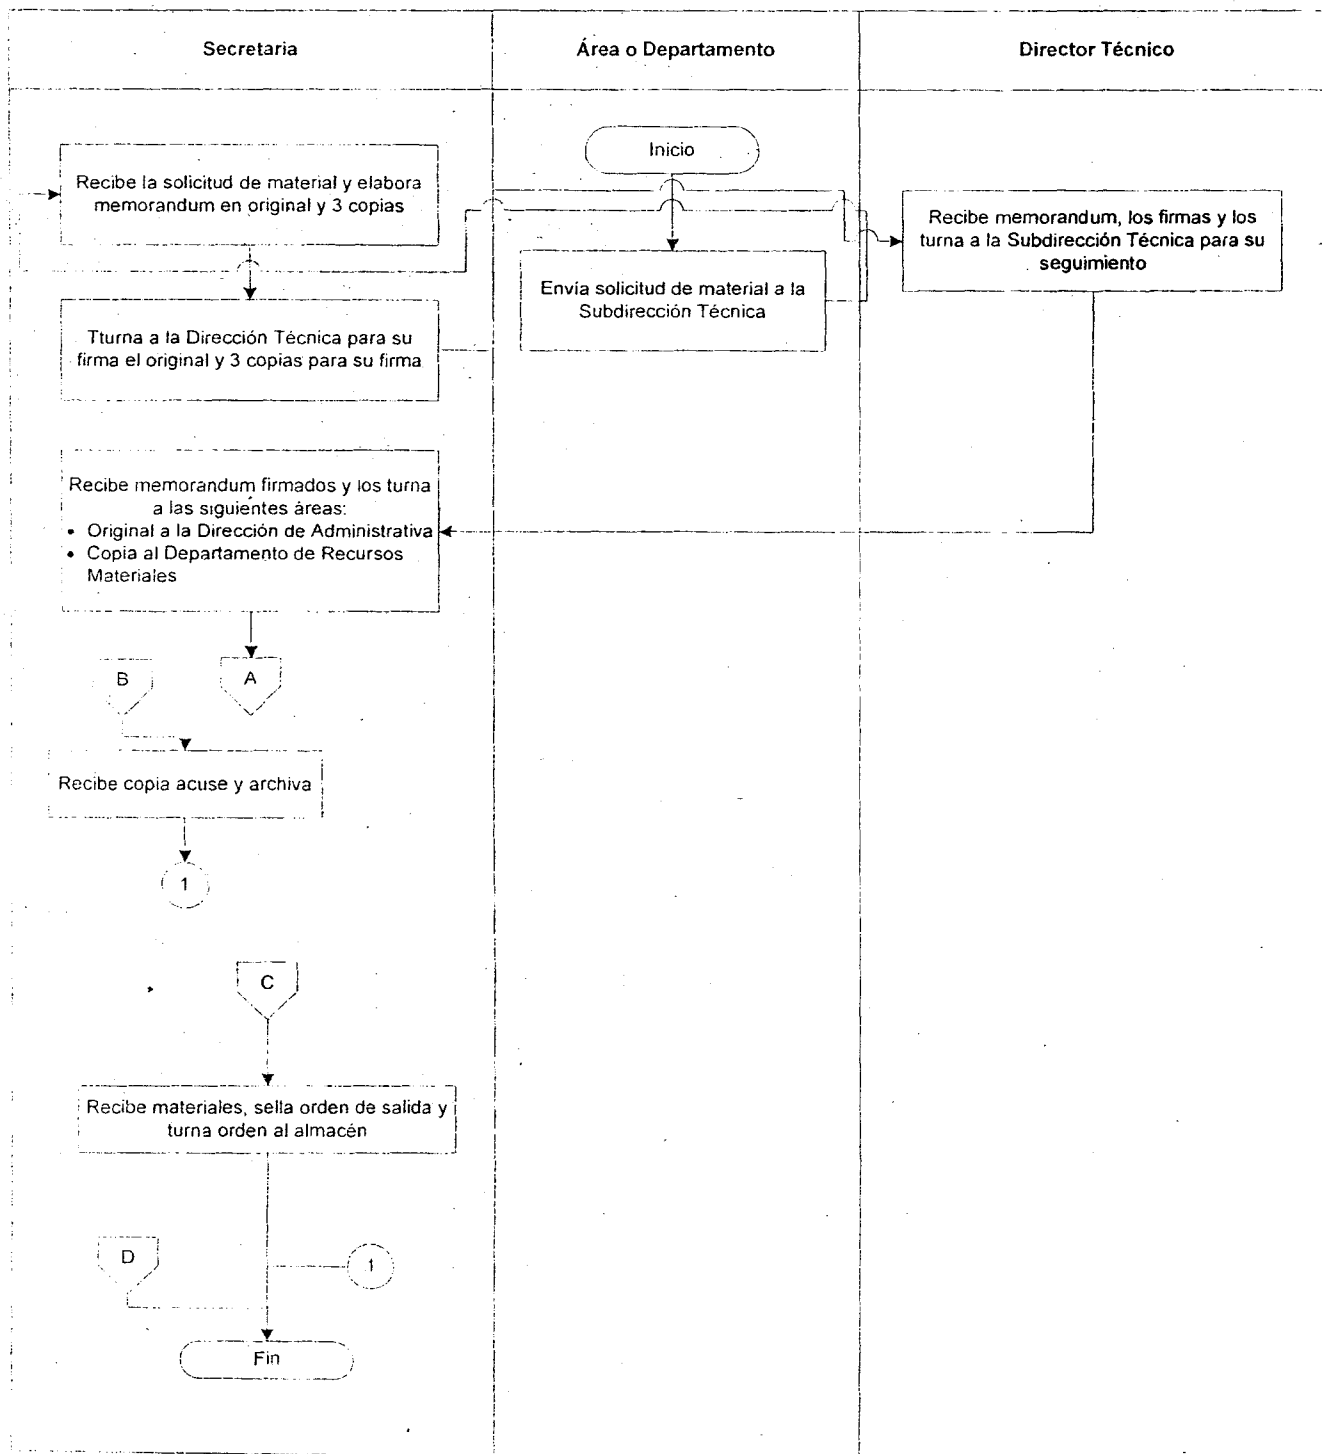 Secretaria
Área o Departamento
Director Técnico
Inicio
Recibe la solicitud de material y elabora
memorandum en original y 3 copias
Recibe memorandum, los firmas y los
turna a la Subdirección Técnica para su
seguimiento
Envía solicitud de material a la
Subdirección Técnica
Tturna a la Dirección Técnica para su
firma el original y 3 copias para su firma
Recibe memorandum firmados y los turna
a las siguientes áreas:
• Original a la Dirección de Administrativa
• Copia al Departamento de Recursos
Materiales
B
A
Recibe copia acuse y archiva
1
C
Recibe materiales, sella orden de salida y
turna orden al almacén
D
1
Fin